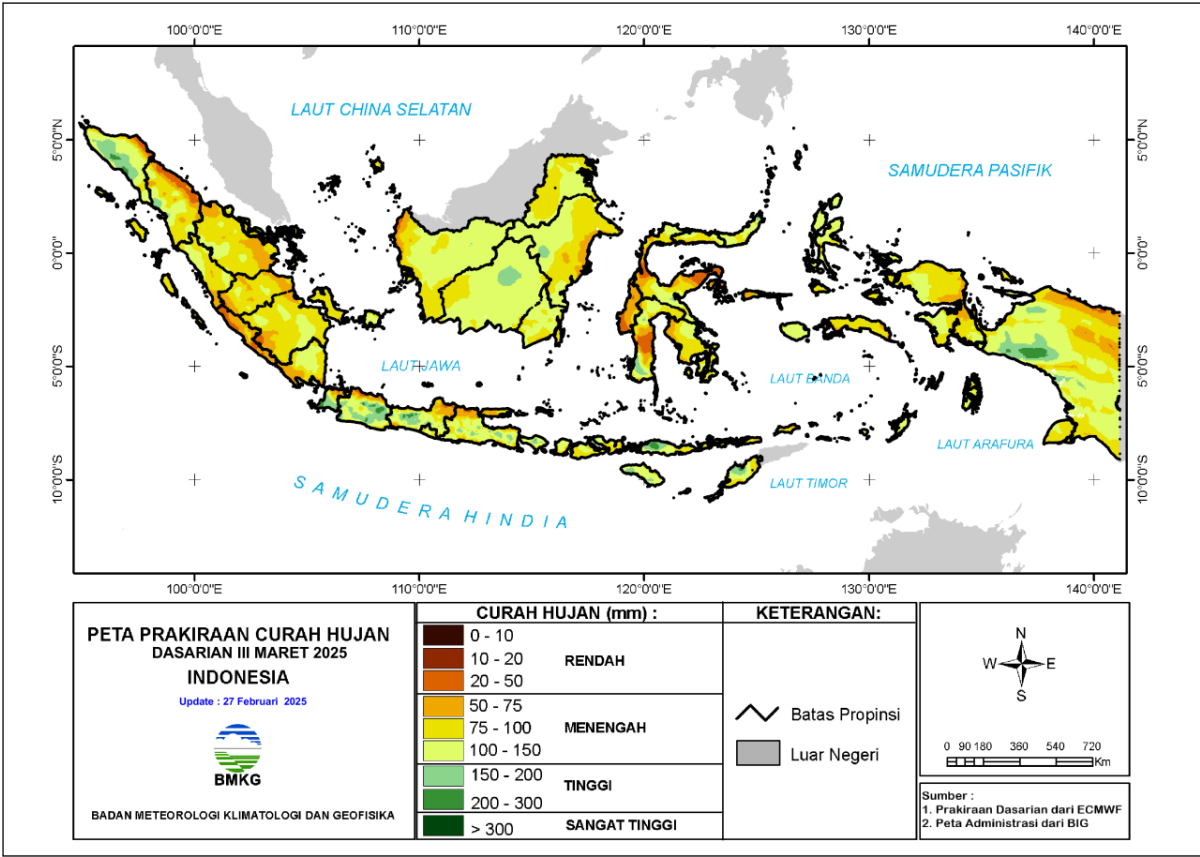 100°0'0"E 110°0'0"E 120°0'0"E 130°0'0"E 140°0'0"E
LAUT CHINA SELATAN
5°0'0"N
5°0'0"N
SAMUDERA PASIFIK
0°0'0"
0°0'0"
LAUT JAWA
LAUT BANDA
5°0'0"S
5°0'0"S
LAUT ARAFURA
LAUT TIMOR
10°0'0"S
10°0'0"S
SAMUDERA HINDIA
100°0'0"E 110°0'0"E 120°0'0"E 130°0'0"E 140°0'0"E
PETA PRAKIRAAN CURAH HUJAN
DASARIAN III MARET 2025
INDONESIA
Update : 27 Februari 2025
BMKG
BADAN METEOROLOGI KLIMATOLOGI DAN GEOFISIKA
CURAH HUJAN (mm) :
0 - 10
10 - 20 RENDAH
20 - 50
50 - 75
75 - 100 MENENGAH
100 - 150
150 - 200
TINGGI
200 - 300
> 300 SANGAT TINGGI
KETERANGAN:
Batas Propinsi
Luar Negeri
N
W E
S
0 90 180 360 540 720
Km
Sumber :
1. Prakiraan Dasarian dari ECMWF
2. Peta Administrasi dari BIG